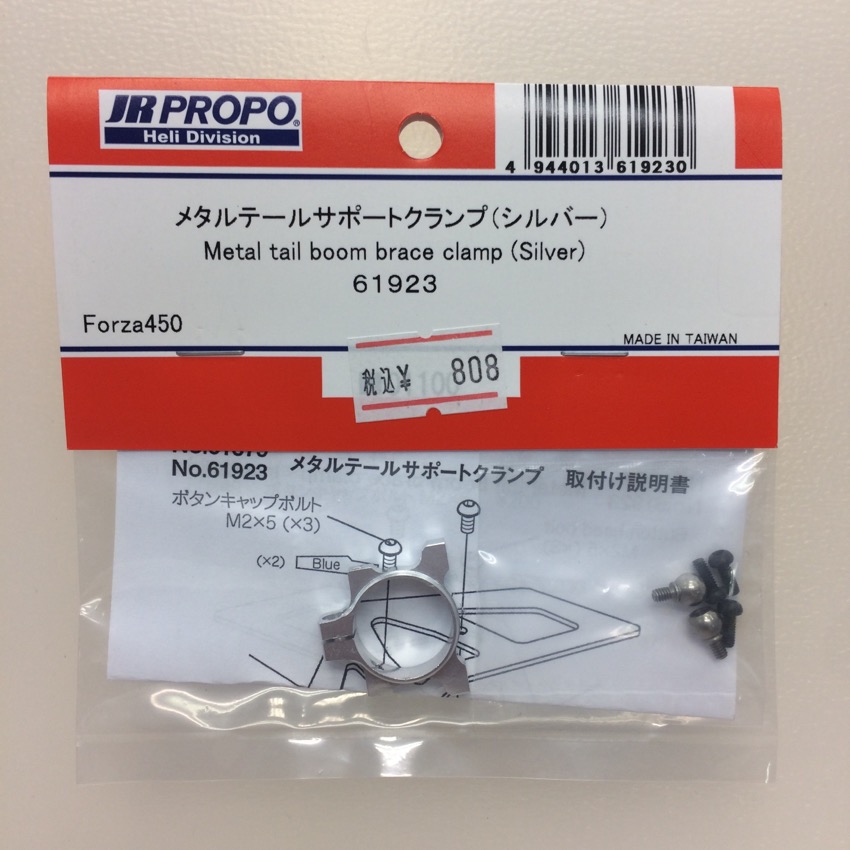 JR PROPO®
Heli Division
4 944013 619230
メタルテールサポートクランプ(シルバー)
Metal tail boom brace clamp (Silver)
61923
Forza450
MADE IN TAIWAN
税込¥ 808
No.61923 メタルテールサポートクランプ 取付け説明書
ボタンキャップボルト
M2×5 (×3)
(×2) Blue